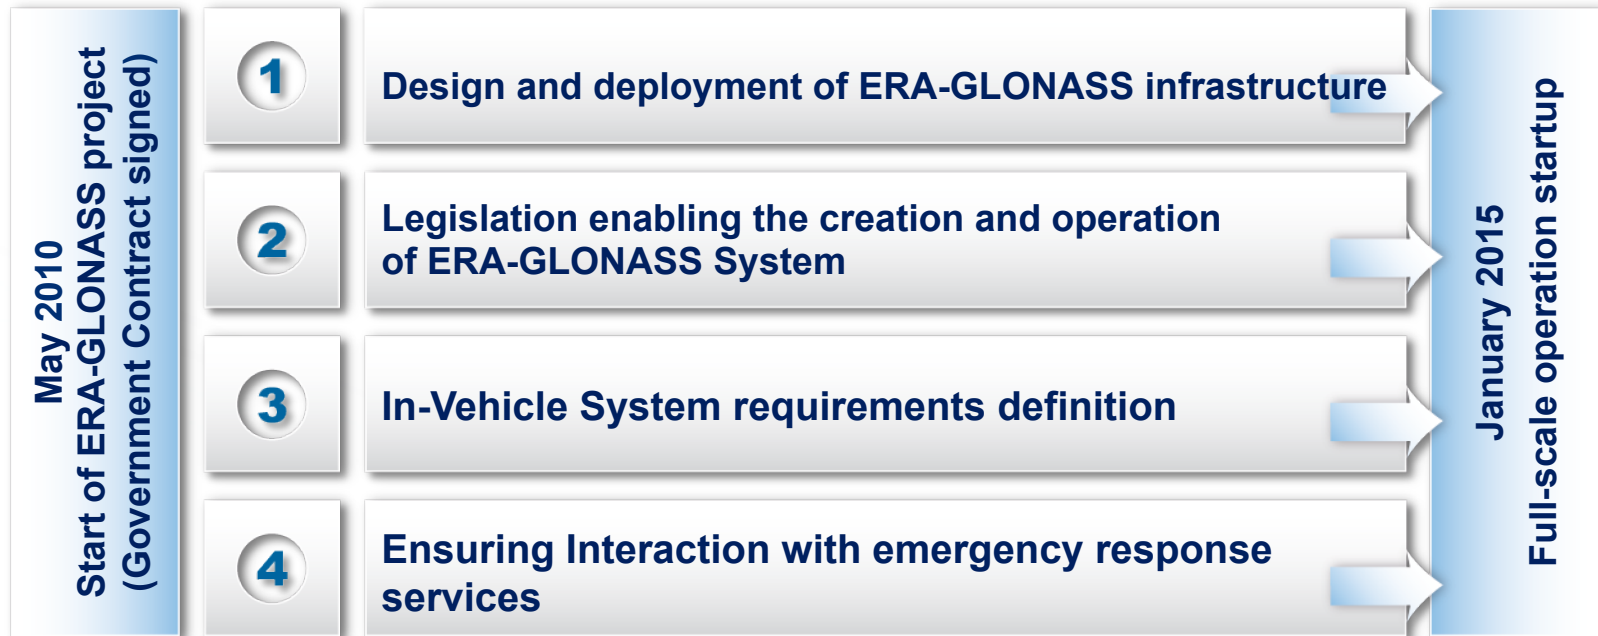 May 2010
Start of ERA-GLONASS project
(Government Contract signed)
1
Design and deployment of ERA-GLONASS infrastructure
2
Legislation enabling the creation and operation
of ERA-GLONASS System
3
In-Vehicle System requirements definition
4
Ensuring Interaction with emergency response
services
January 2015
Full-scale operation startup